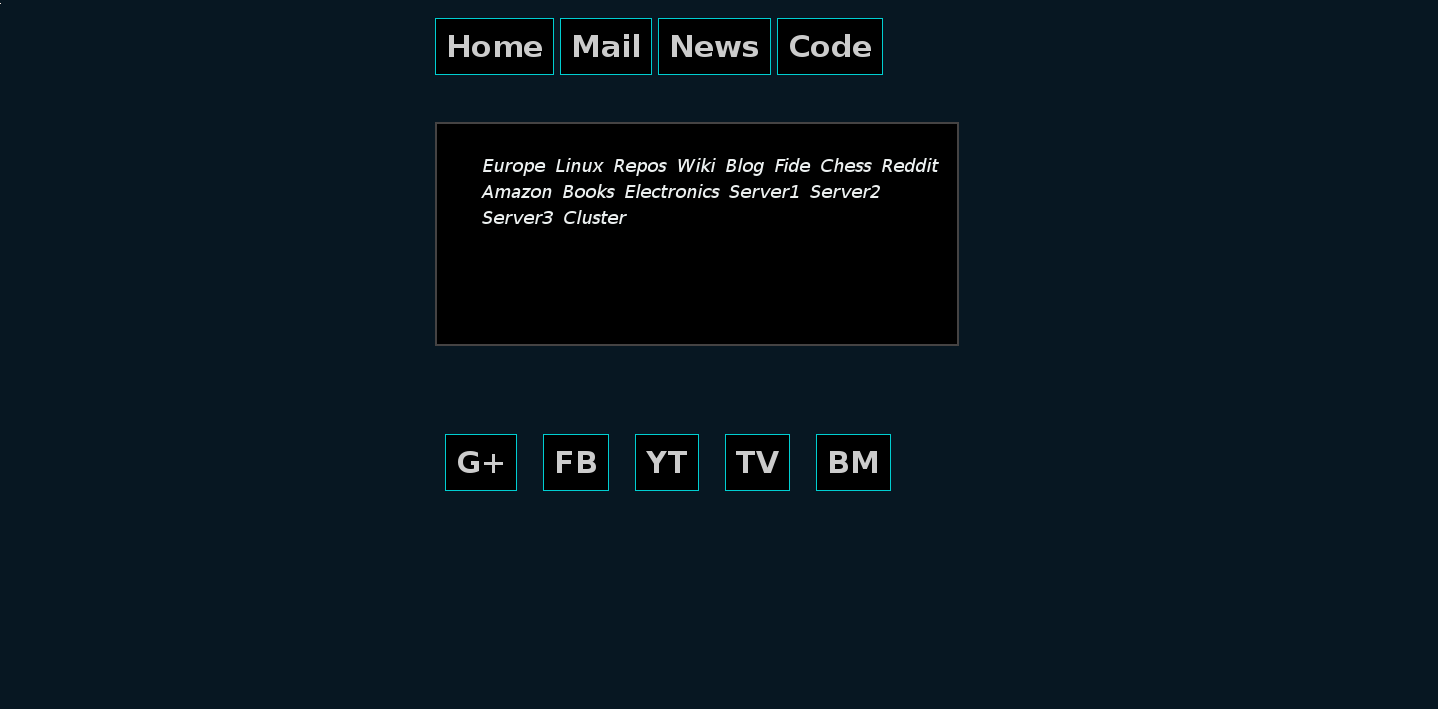 Home Mail News Code
Europe Linux Repos Wiki Blog Fide Chess Reddit
Amazon Books Electronics Server1 Server2
Server3 Cluster
G+ FB YT TV BM